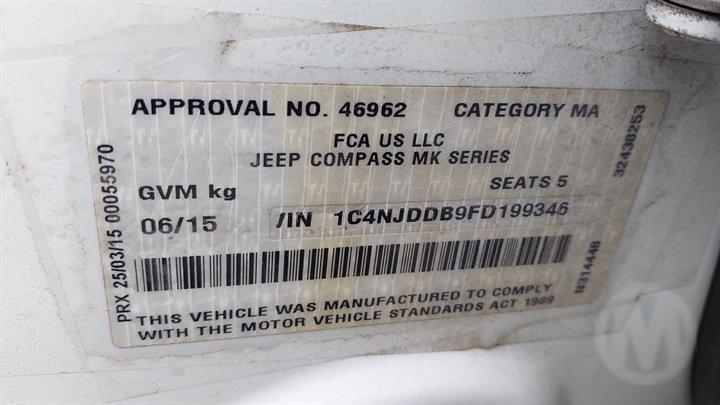 APPROVAL NO. 46962 CATEGORY MA
FCA US LLC
JEEP COMPASS MK SERIES
GVM kg SEATS 5
06/15 /IN 1C4NJDDB9FD199346
THIS VEHICLE WAS MANUFACTURED TO COMPLY
WITH THE MOTOR VEHICLE STANDARDS ACT 1989
PRX 25/03/15 00055970
32438253
N314448
M